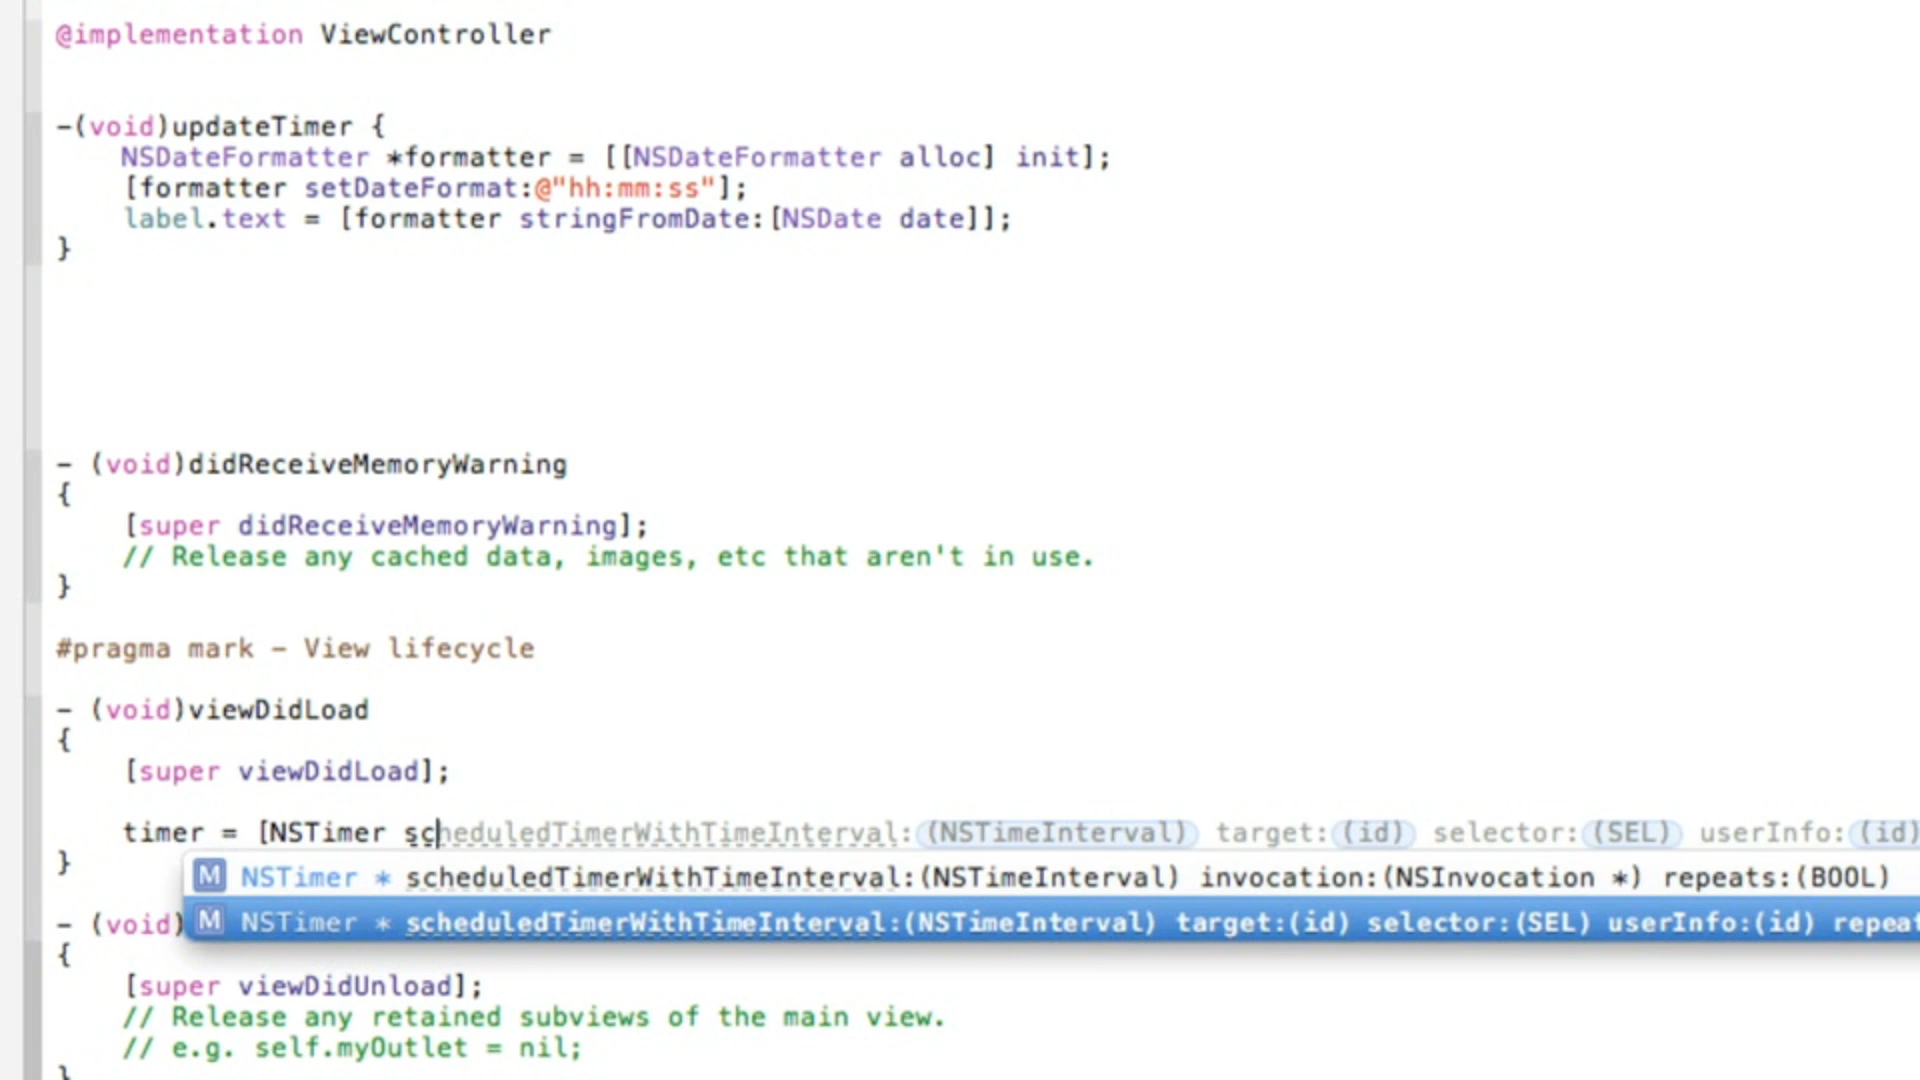 @implementation ViewController
-(void)updateTimer {
NSDateFormatter *formatter = [[NSDateFormatter alloc] init];
[formatter setDateFormat:@"hh:mm:ss"];
label.text = [formatter stringFromDate:[NSDate date]];
}
- (void)didReceiveMemoryWarning
{
[super didReceiveMemoryWarning];
// Release any cached data, images, etc that aren't in use.
}
#pragma mark - View lifecycle
- (void)viewDidLoad
{
[super viewDidLoad];
timer = [NSTimer scheduledTimerWithTimeInterval:(NSTimeInterval) target:(id) selector:(SEL) userInfo:(id)
}
M NSTimer * scheduledTimerWithTimeInterval:(NSTimeInterval) invocation:(NSInvocation *) repeats:(BOOL)
- (void)
M NSTimer * scheduledTimerWithTimeInterval:(NSTimeInterval) target:(id) selector:(SEL) userInfo:(id) repeat
{
[super viewDidUnload];
// Release any retained subviews of the main view.
// e.g. self.myOutlet = nil;
}